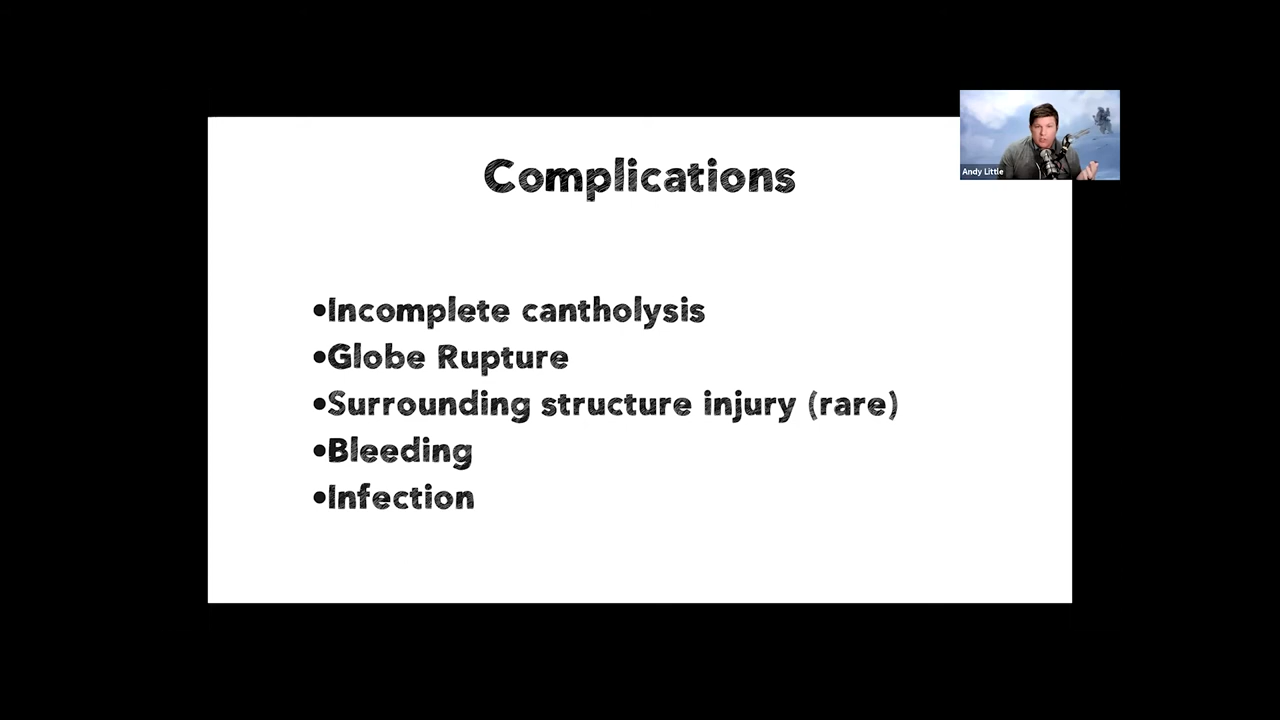 Complications
Andy Little
•Incomplete cantholysis
•Globe Rupture
•Surrounding structure injury (rare)
•Bleeding
•Infection